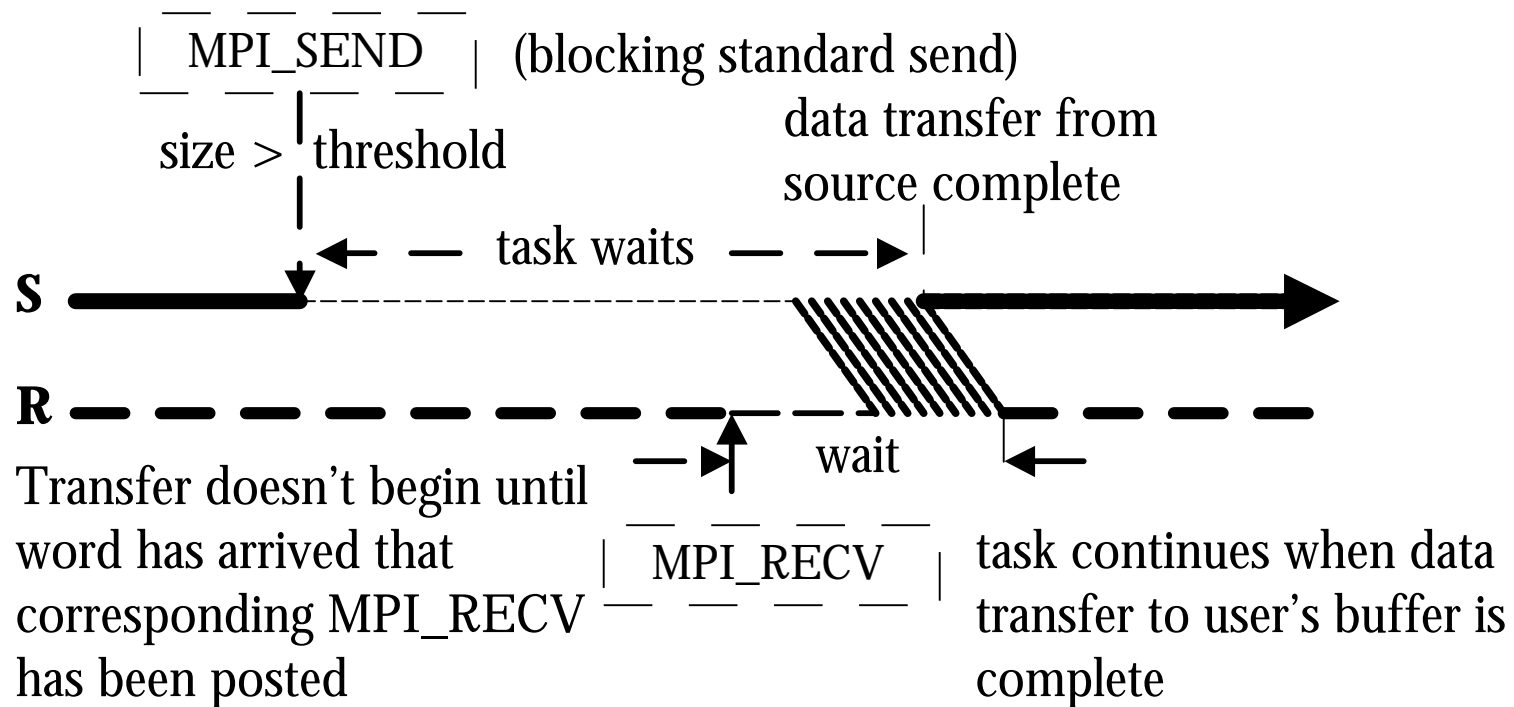 MPI_SEND (blocking standard send)
data transfer from
source complete
size > threshold
task waits
S
R
wait
Transfer doesn’t begin until
word has arrived that
corresponding MPI_RECV
has been posted
MPI_RECV
task continues when data
transfer to user’s buffer is
complete